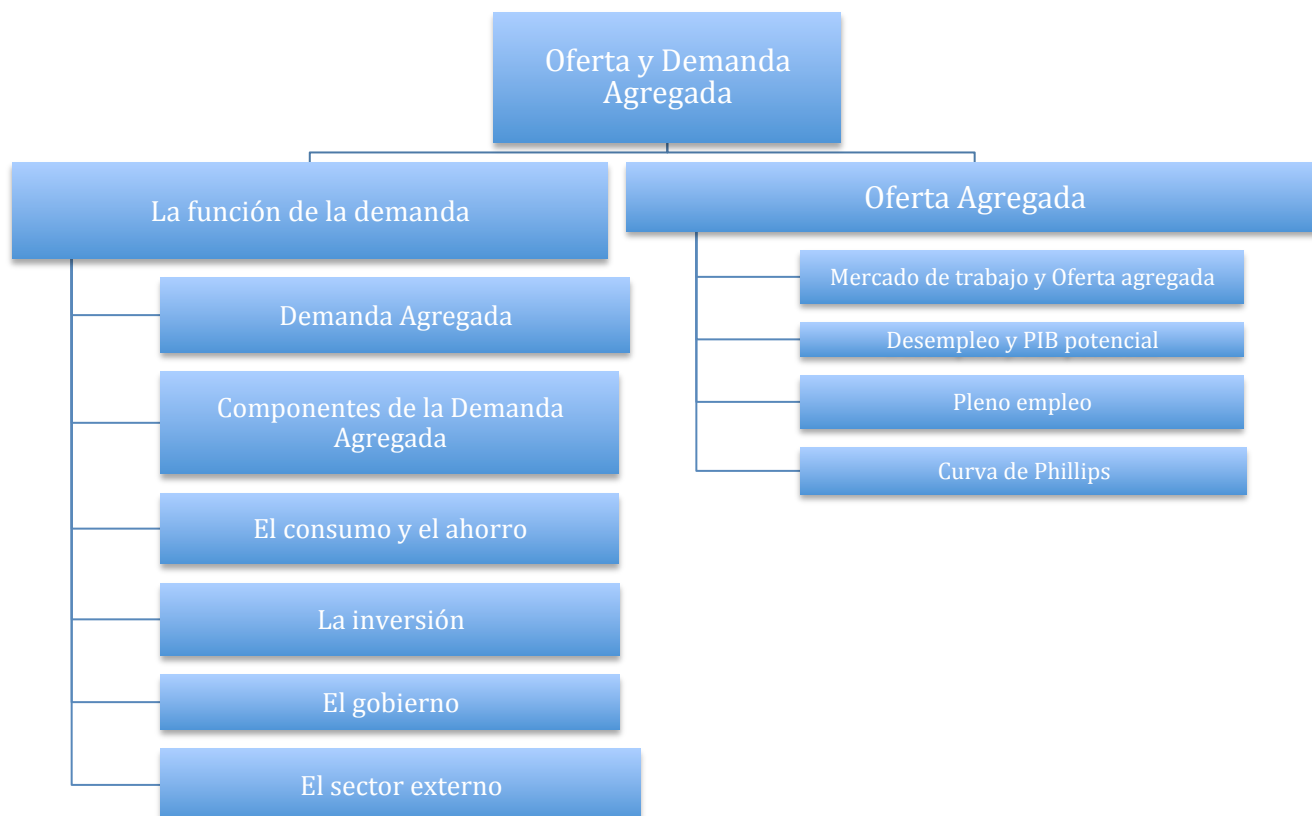 Oferta y Demanda
Agregada
La función de la demanda
Demanda Agregada
Componentes de la Demanda
Agregada
El consumo y el ahorro
La inversión
El gobierno
El sector externo
Oferta Agregada
Mercado de trabajo y Oferta agregada
Desempleo y PIB potencial
Pleno empleo
Curva de Phillips